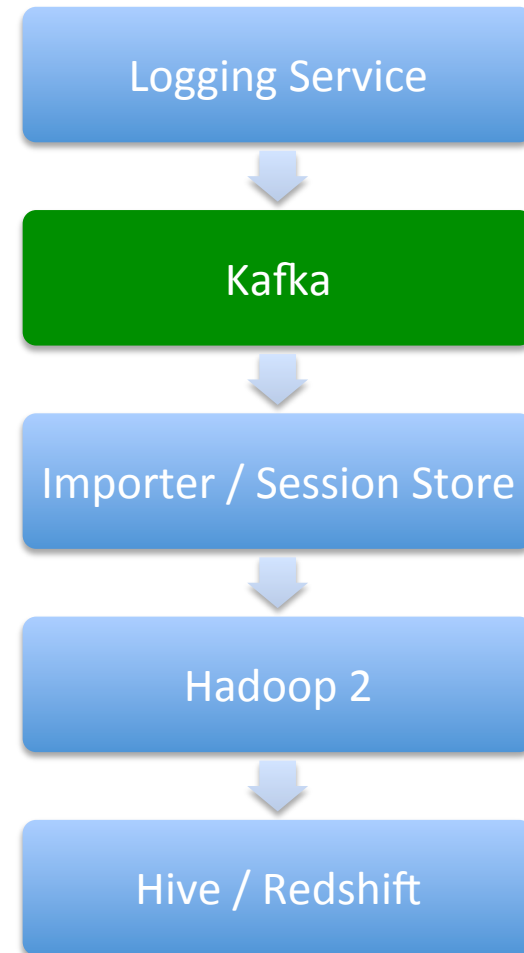 Logging Service
Kafka
Importer / Session Store
Hadoop 2
Hive / Redshift